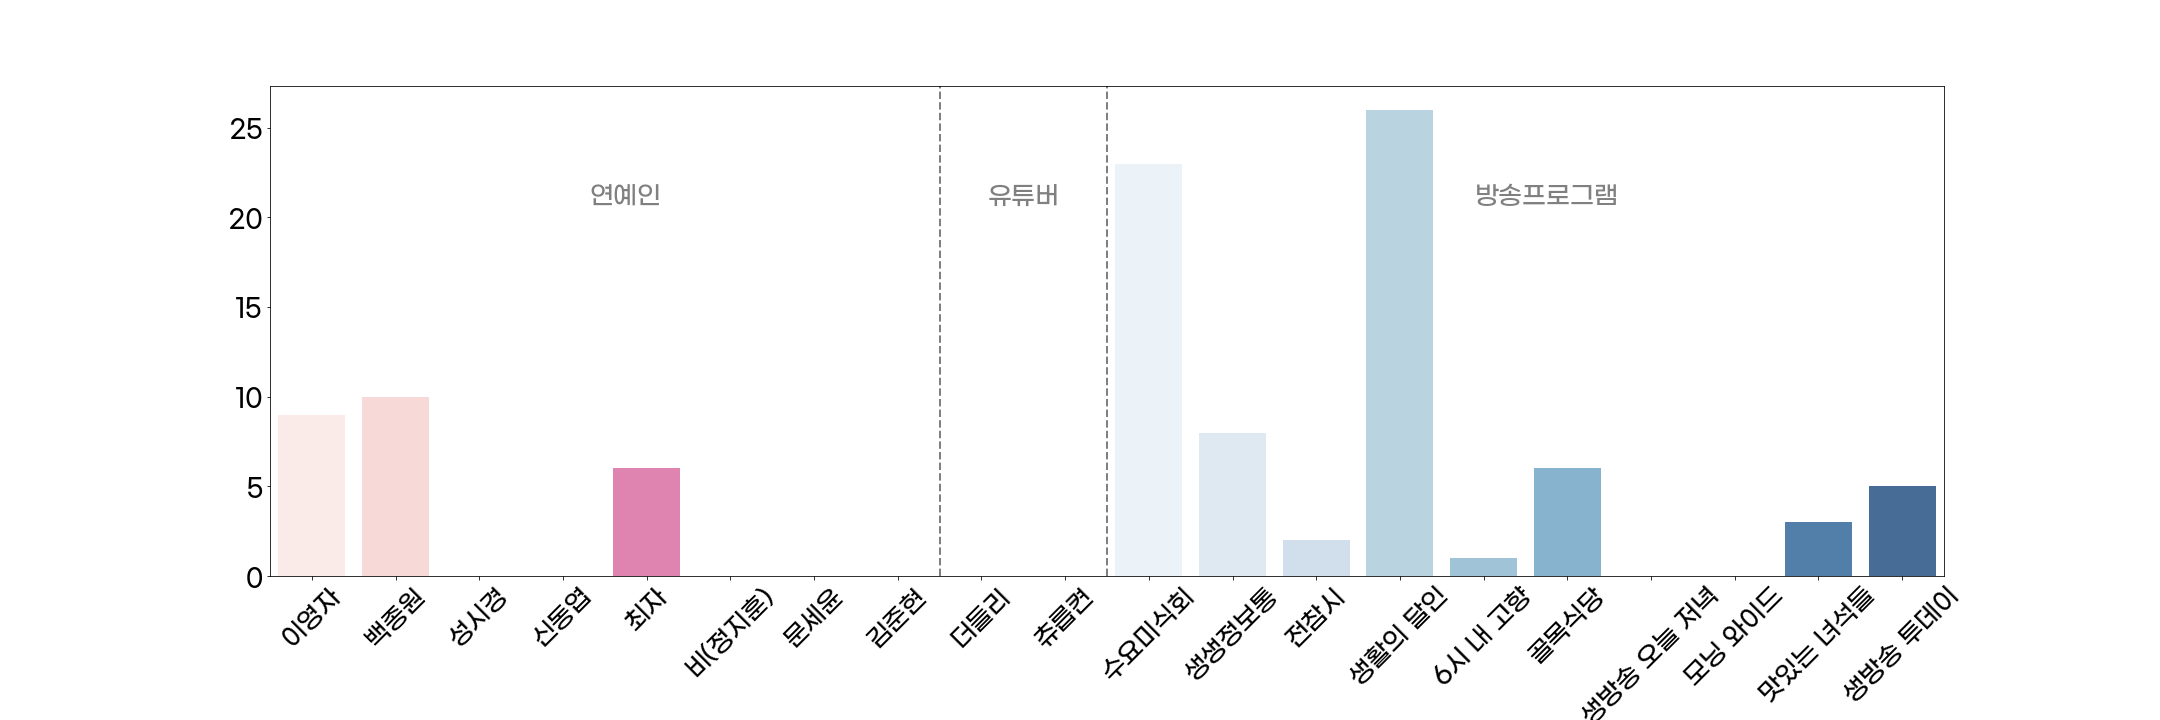 25
20
15
10
5
0
연예인
유튜버
방송프로그램
이영자
백종원
성시경
신동엽
최자
비(정지훈)
문세윤
김준현
더들리
츄릅켠
수요미식회
생생정보통
전참시
생활의 달인
6시 내 고향
골목식당
생방송 오늘 저녁
모닝 와이드
맛있는 녀석들
생방송 투데이